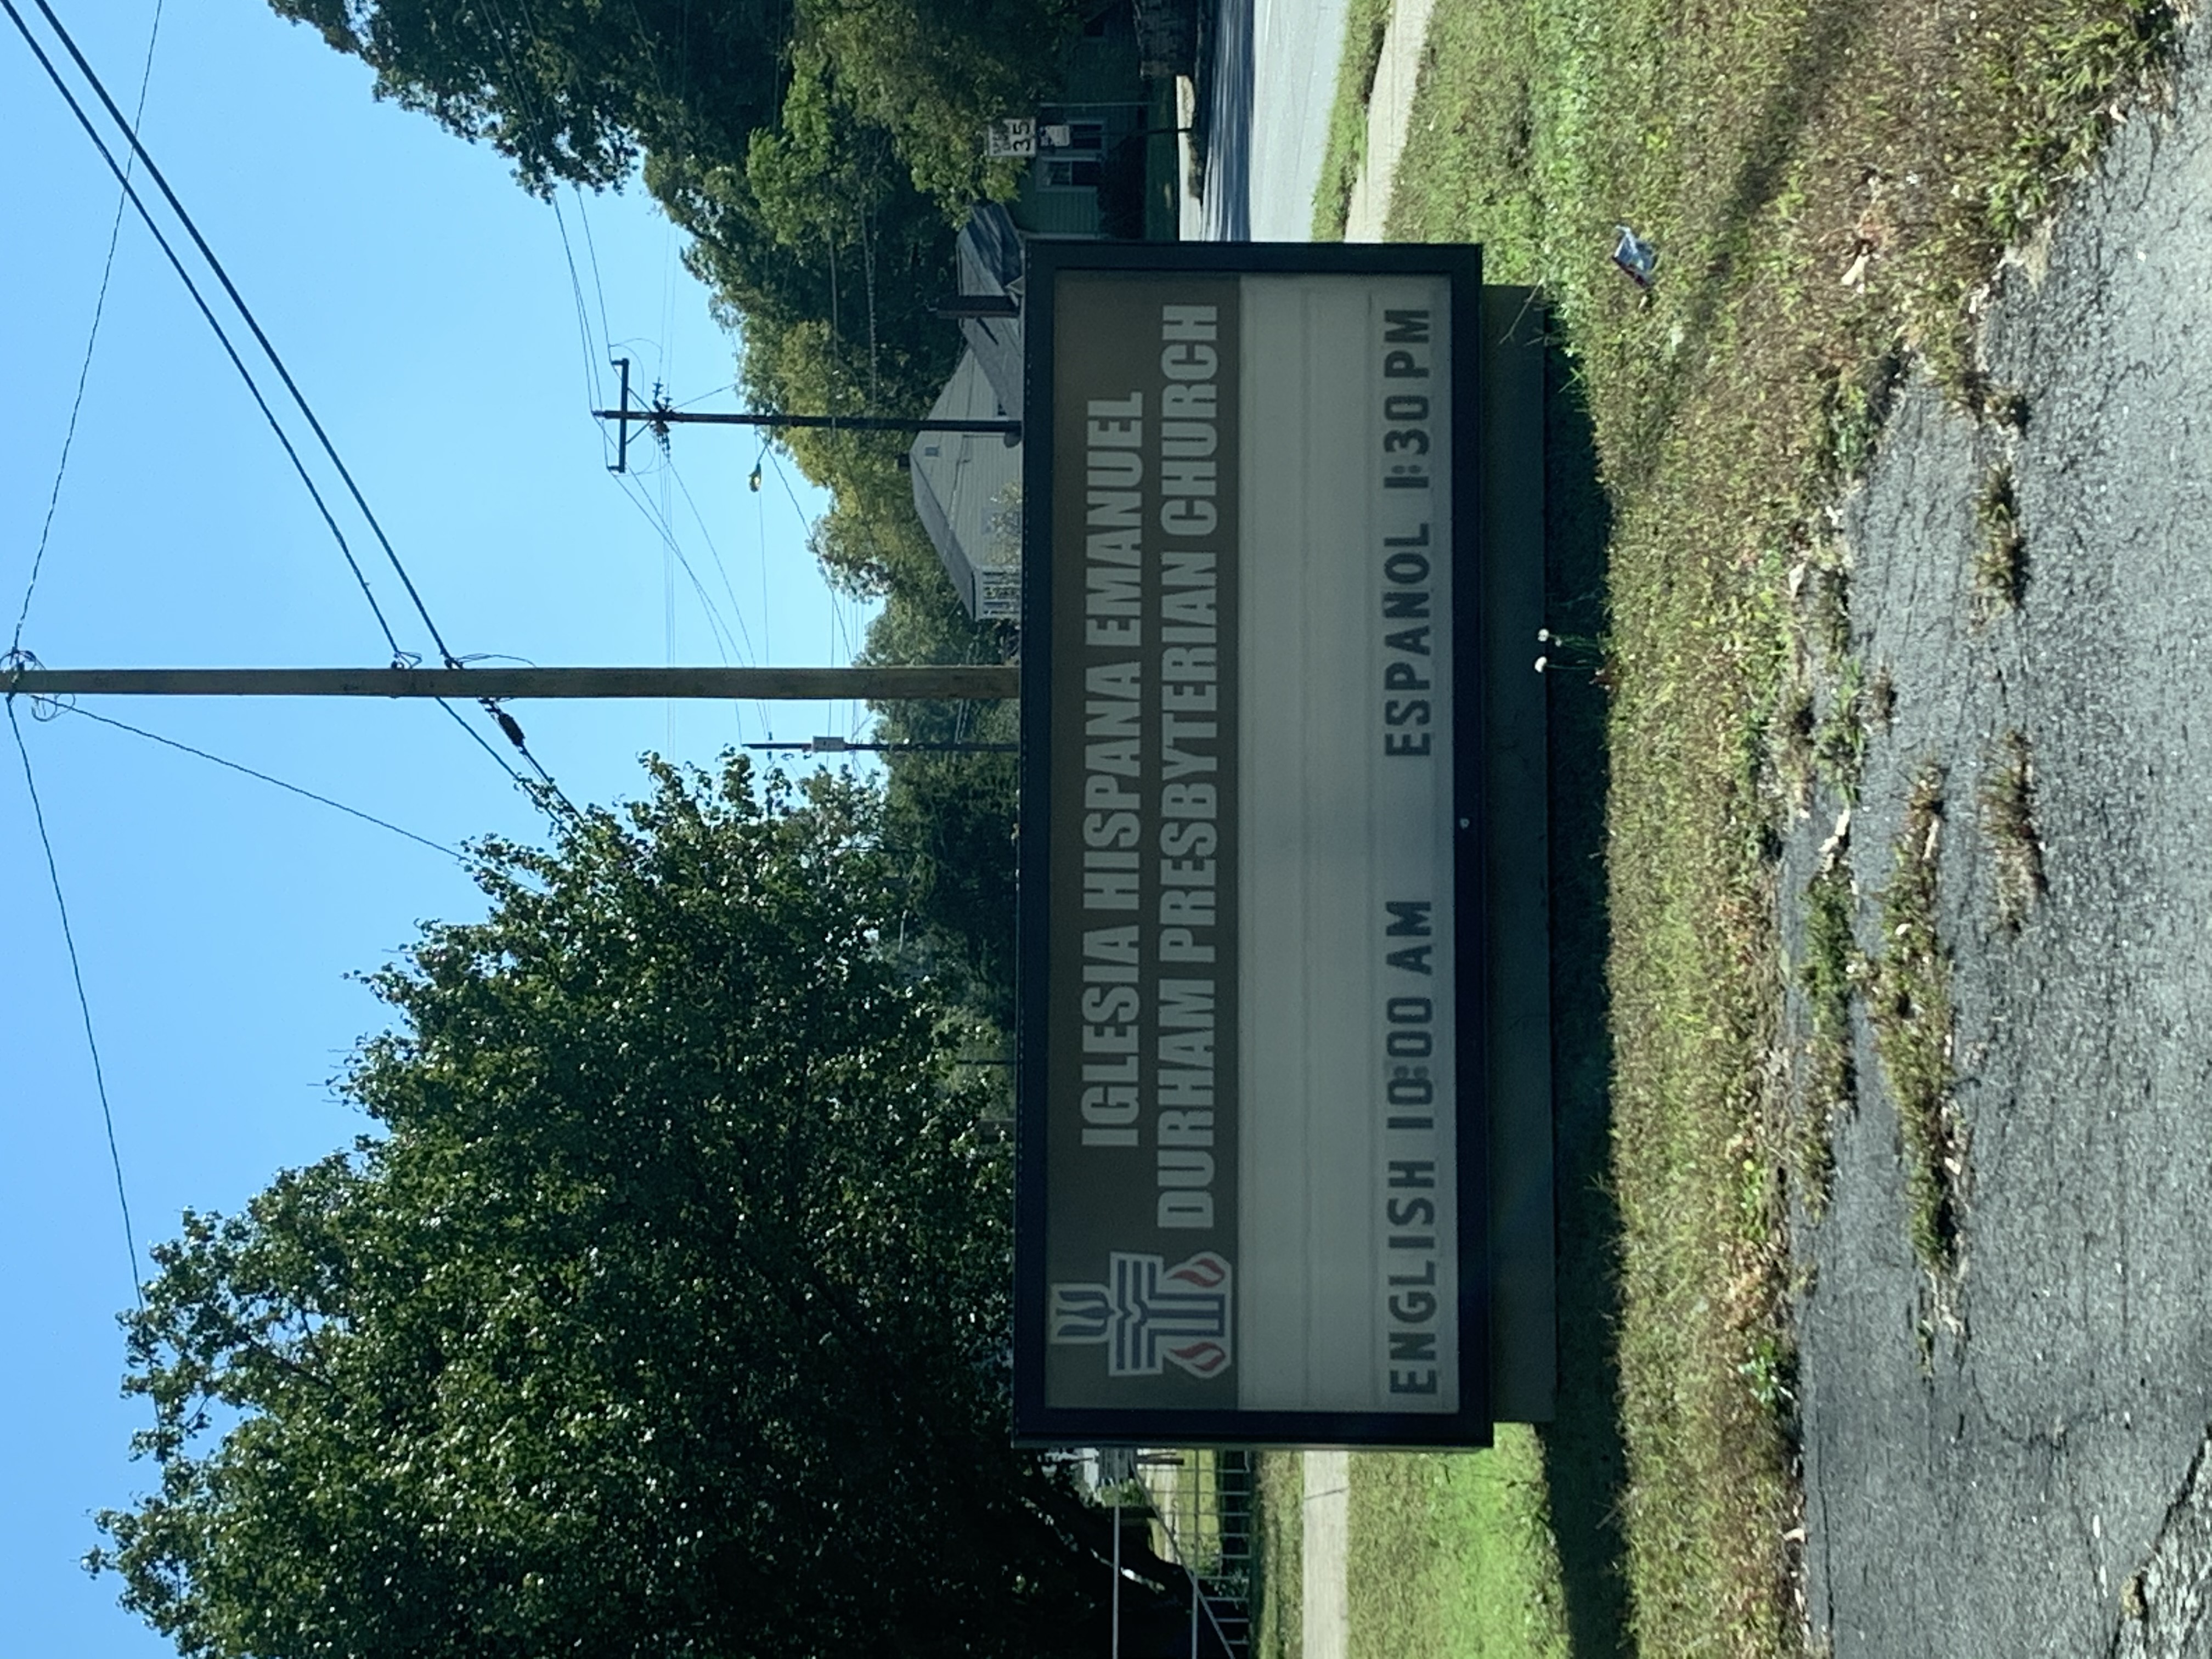 IGLESIA HISPANA EMANUEL
DURHAM PRESBYTERIAN CHURCH
ENGLISH 10:00 AM ESPANOL 1:30 PM
35